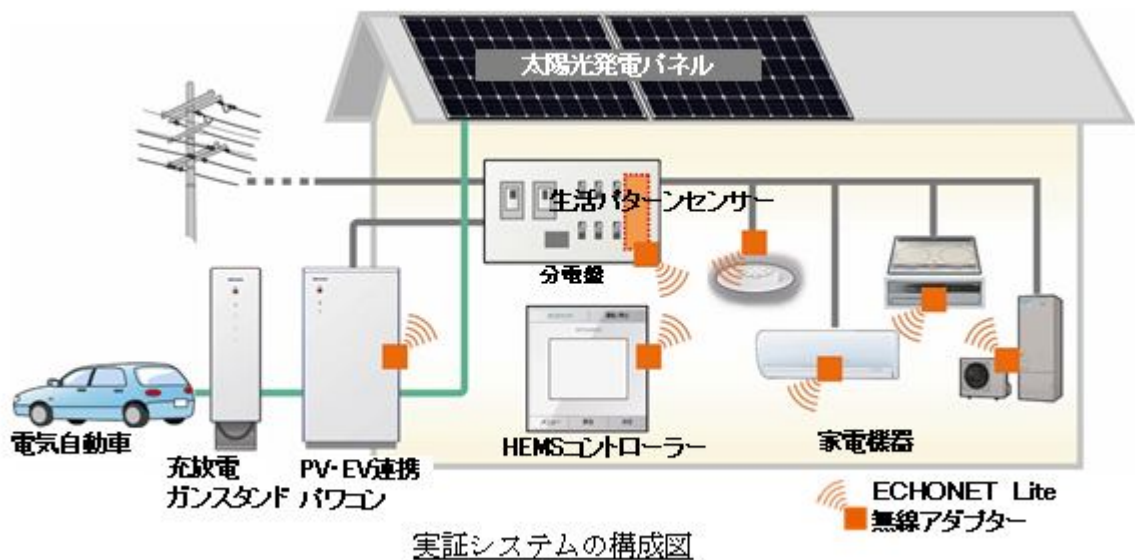 太陽光発電パネル
生活パターンセンサー
分電盤
電気自動車
充放電
ガンスタンド
PV・EV連携
パワコン
HEMSコントローラー
家電機器
ECHONET Lite
無線アダプター
実証システムの構成図